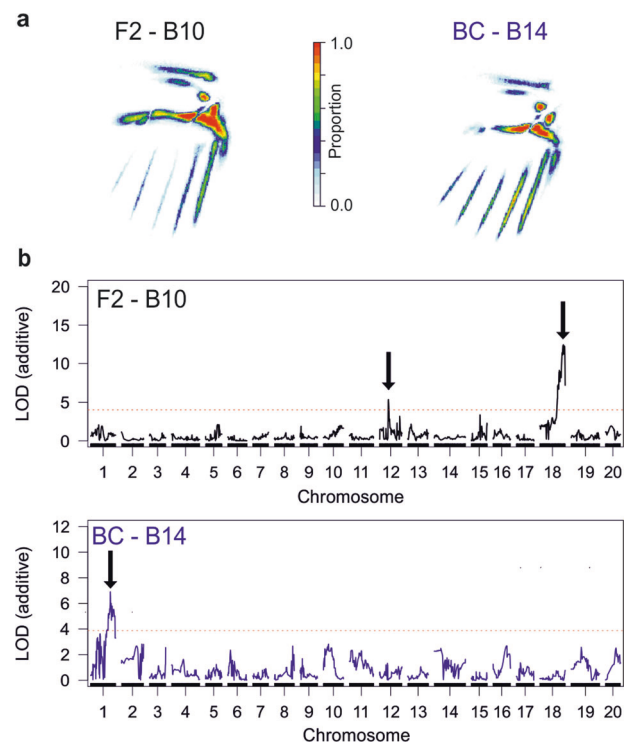 a
F2 - B10
BC - B14
1.0
Proportion
0.0
b
F2 - B10
LOD (additive)
20
15
10
5
0
1 2 3 4 5 6 7 8 9 10 11 12 13 14 15 16 17 18 19 20
Chromosome
BC - B14
LOD (additive)
12
10
8
6
4
2
0
1 2 3 4 5 6 7 8 9 10 11 12 13 14 15 16 17 18 19 20
Chromosome